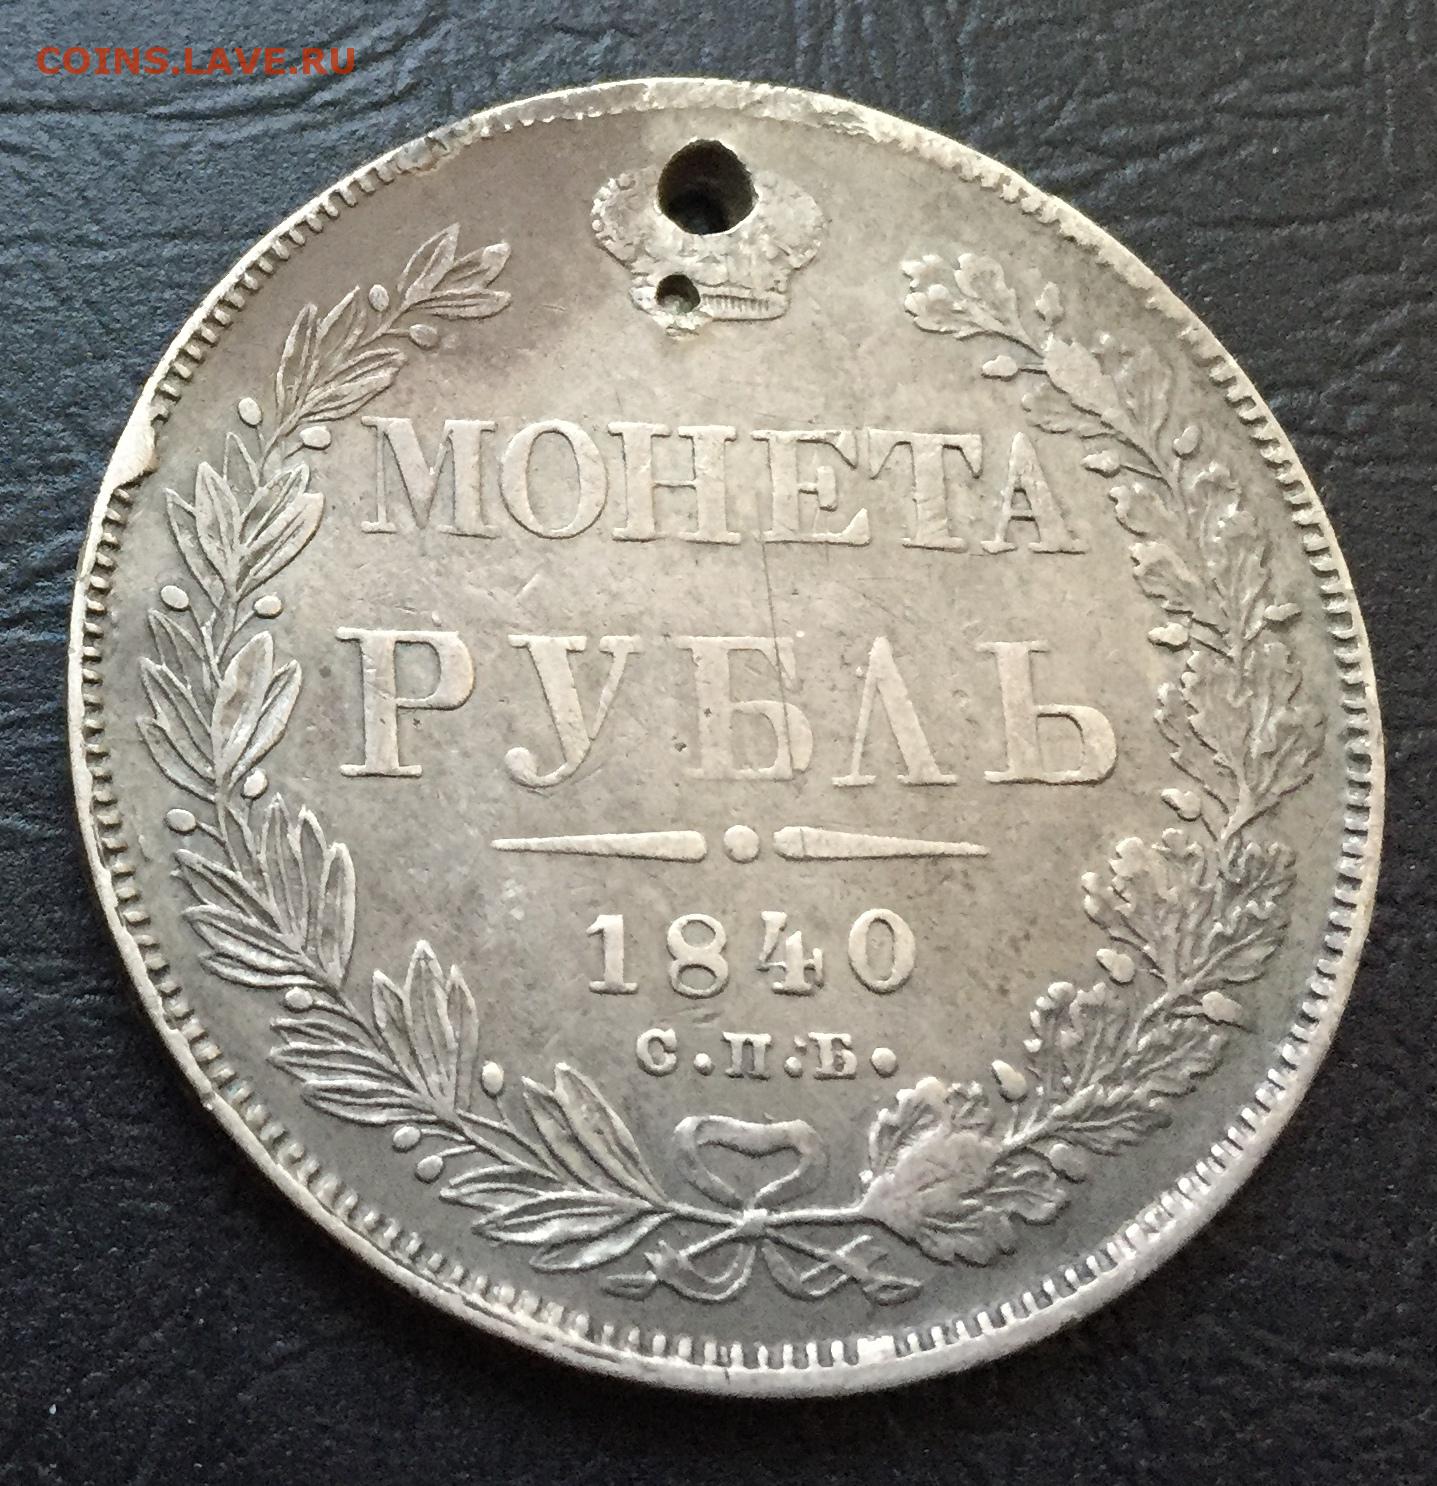 COINS.LAVE.RU
МОНЕТА
РУБЛЬ
1840
С.П.Б.